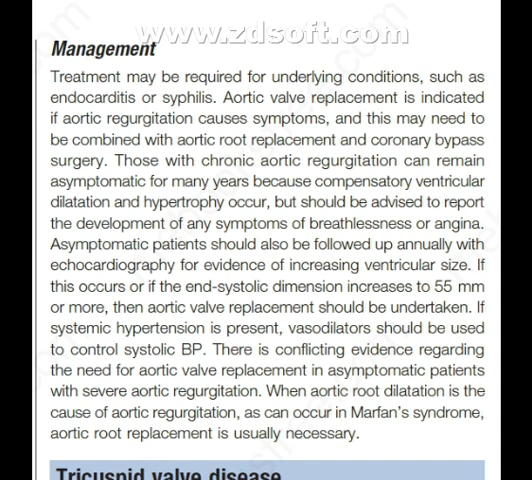 www.zdsoft.com
Management
Treatment may be required for underlying conditions, such as
endocarditis or syphilis. Aortic valve replacement is indicated
if aortic regurgitation causes symptoms, and this may need to
be combined with aortic root replacement and coronary bypass
surgery. Those with chronic aortic regurgitation can remain
asymptomatic for many years because compensatory ventricular
dilatation and hypertrophy occur, but should be advised to report
the development of any symptoms of breathlessness or angina.
Asymptomatic patients should also be followed up annually with
echocardiography for evidence of increasing ventricular size. If
this occurs or if the end-systolic dimension increases to 55 mm
or more, then aortic valve replacement should be undertaken. If
systemic hypertension is present, vasodilators should be used
to control systolic BP. There is conflicting evidence regarding
the need for aortic valve replacement in asymptomatic patients
with severe aortic regurgitation. When aortic root dilatation is the
cause of aortic regurgitation, as can occur in Marfan's syndrome,
aortic root replacement is usually necessary.
Tricuspid valve disease